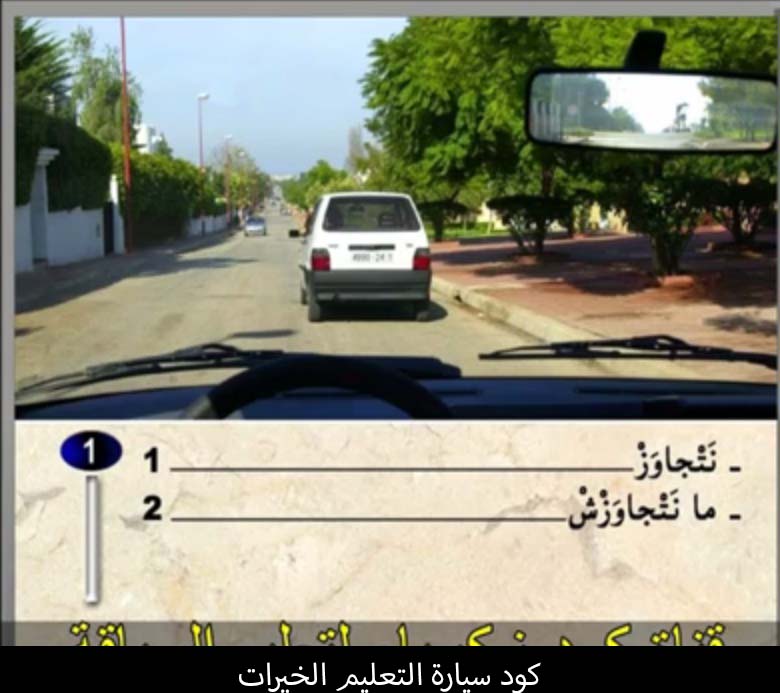 1
- نَتْجاوَزْ 1
- ما نَتْجاوَزْشْ 2
كود سيارة التعليم الخيرات